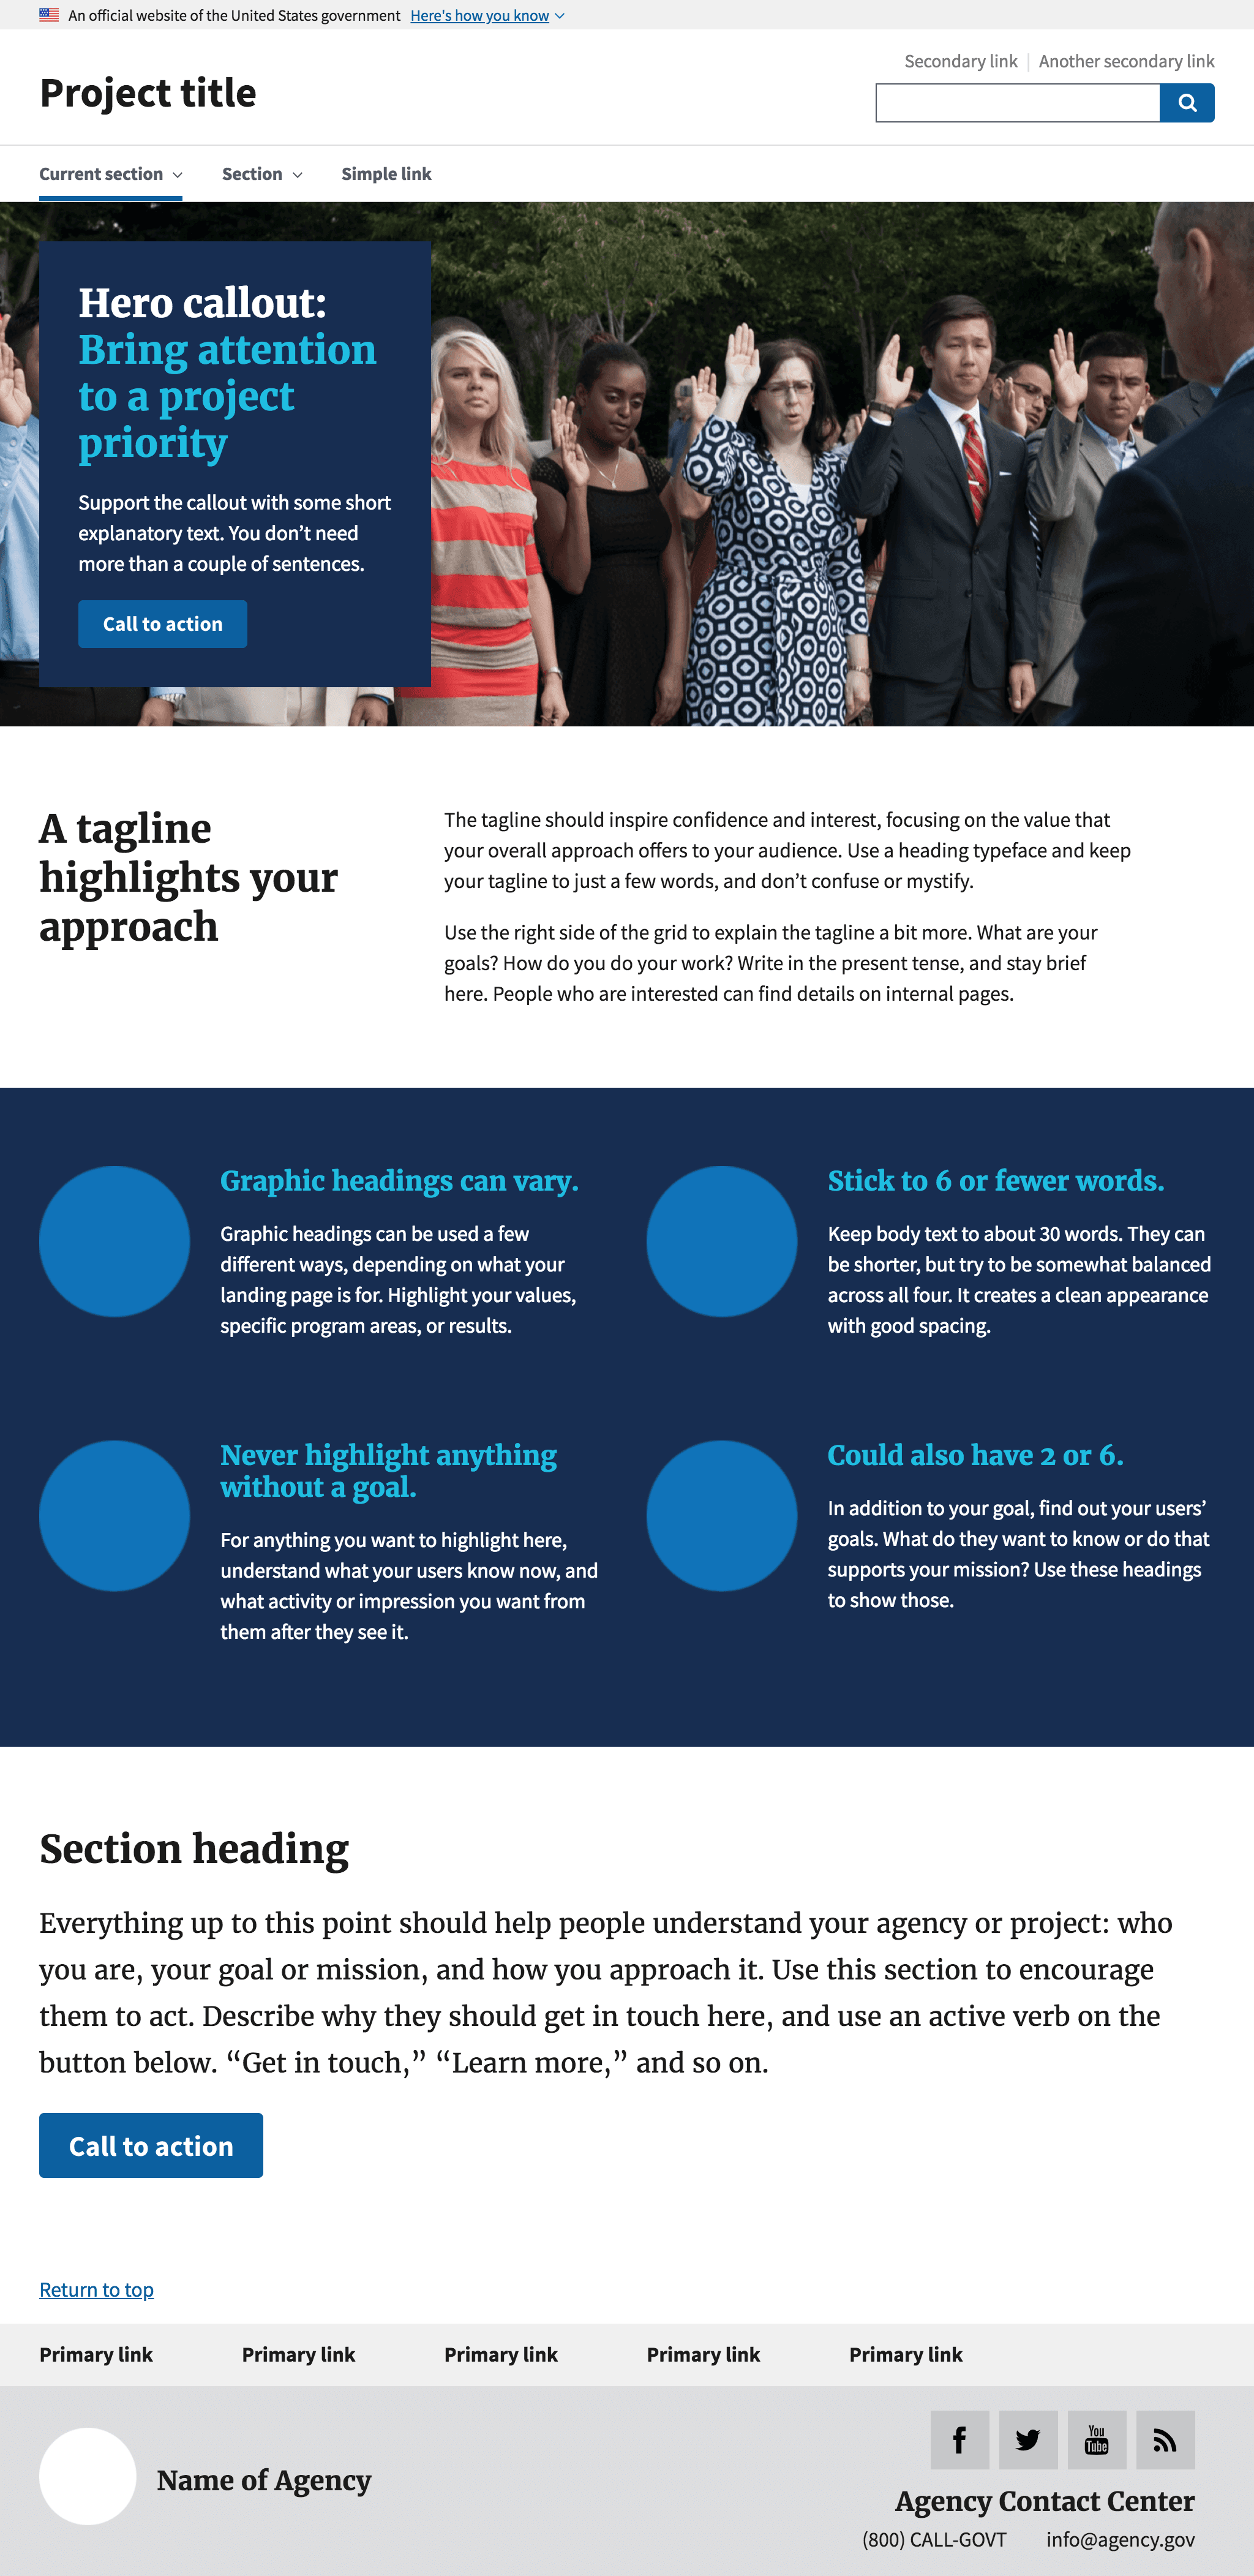 An official website of the United States government Here's how you know
Secondary link Another secondary link
Project title
Current section Section Simple link
Hero callout:
Bring attention
to a project
priority
Support the callout with some short
explanatory text. You don’t need
more than a couple of sentences.
Call to action
A tagline
highlights your
approach
The tagline should inspire confidence and interest, focusing on the value that
your overall approach offers to your audience. Use a heading typeface and keep
your tagline to just a few words, and don’t confuse or mystify.
Use the right side of the grid to explain the tagline a bit more. What are your
goals? How do you do your work? Write in the present tense, and stay brief
here. People who are interested can find details on internal pages.
Graphic headings can vary.
Graphic headings can be used a few
different ways, depending on what your
landing page is for. Highlight your values,
specific program areas, or results.
Stick to 6 or fewer words.
Keep body text to about 30 words. They can
be shorter, but try to be somewhat balanced
across all four. It creates a clean appearance
with good spacing.
Never highlight anything
without a goal.
For anything you want to highlight here,
understand what your users know now, and
what activity or impression you want from
them after they see it.
Could also have 2 or 6.
In addition to your goal, find out your users’
goals. What do they want to know or do that
supports your mission? Use these headings
to show those.
Section heading
Everything up to this point should help people understand your agency or project: who
you are, your goal or mission, and how you approach it. Use this section to encourage
them to act. Describe why they should get in touch here, and use an active verb on the
button below. “Get in touch,” “Learn more,” and so on.
Call to action
Return to top
Primary link Primary link Primary link Primary link Primary link
You
Tube
Name of Agency
Agency Contact Center
(800) CALL-GOVT info@agency.gov